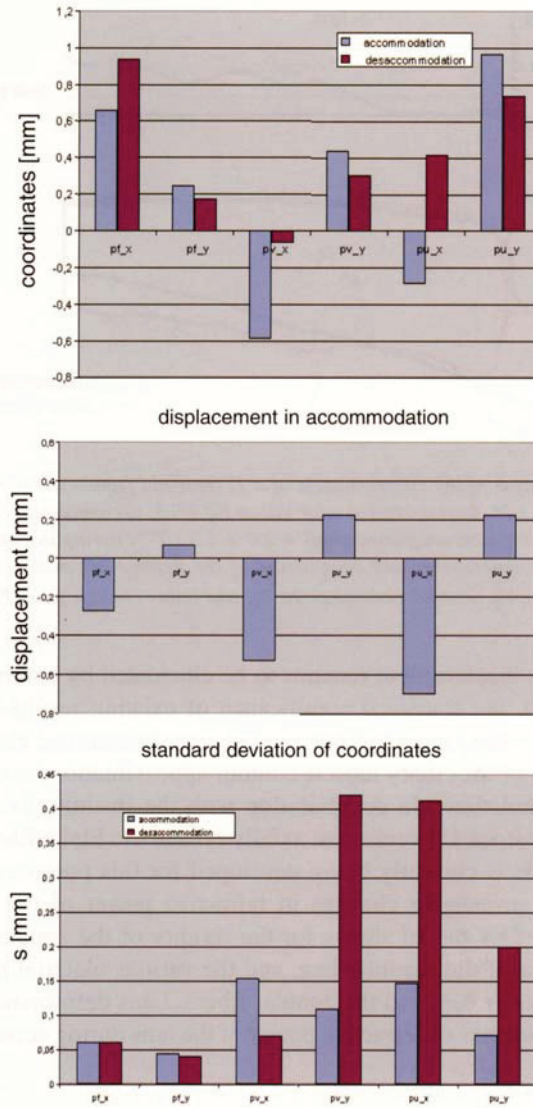 1,2
accommodation
desaccommodation
1
0,8
0,6
0,4
0,2
0
-0,2
-0,4
-0,6
-0,8
coordinates [mm]
pf_x pf_y pv_x pv_y pu_x pu_y
displacement in accommodation
0,6
0,4
0,2
0
-0,2
-0,4
-0,6
-0,8
displacement [mm]
pf_x pf_y pv_x pv_y pu_x pu_y
standard deviation of coordinates
0,45
accommodation
desaccommodation
0,4
0,35
0,3
0,25
0,2
0,15
0,1
0,05
0
s [mm]
pf_x pf_y pv_x pv_y pu_x pu_y